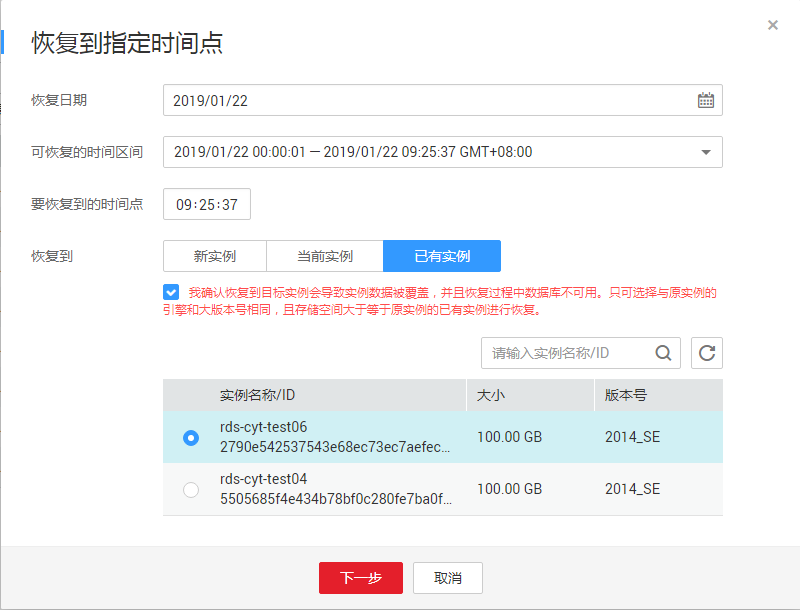 恢复到指定时间点
恢复日期 2019/01/22
可恢复的时间区间 2019/01/22 00:00:01 — 2019/01/22 09:25:37 GMT+08:00
要恢复到的时间点 09:25:37
恢复到 新实例 当前实例 已有实例
我确认恢复到目标实例会导致实例数据被覆盖，并且恢复过程中数据库不可用。只可选择与原实例的
引擎和大版本号相同，且存储空间大于等于原实例的已有实例进行恢复。
请输入实例名称/ID
实例名称/ID 大小 版本号
rds-cyt-test06
2790e542537543e68ec73ec7aefec... 100.00 GB 2014_SE
rds-cyt-test04
5505685f4e434b78bf0c280fe7ba0f... 100.00 GB 2014_SE
下一步 取消